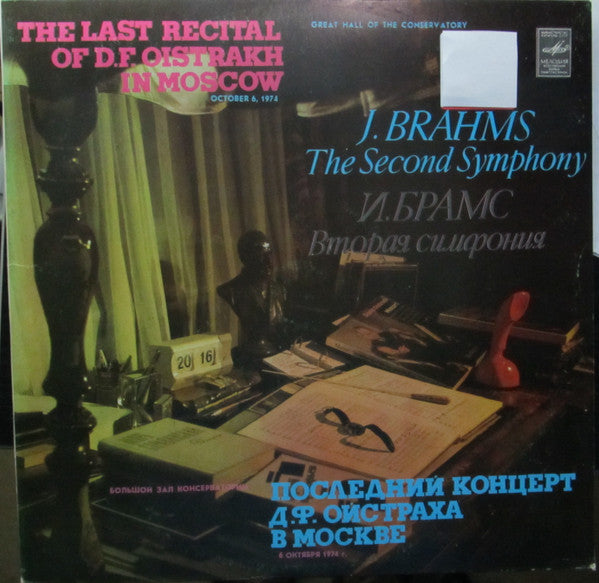 THE LAST RECITAL
OF D.F. OISTRAKH
IN MOSCOW
OCTOBER 6, 1974
GREAT HALL OF THE CONSERVATORY
МЕЛОДИЯ
J. BRAHMS
The Second Symphony
И. БРАМС
Вторая симфония
20 16
БОЛЬШОЙ ЗАЛ КОНСЕРВАТОРИИ
ПОСЛЕДНИЙ КОНЦЕРТ
Д.Ф. ОЙСТРАХА
В МОСКВЕ
6 ОКТЯБРЯ 1974 г.